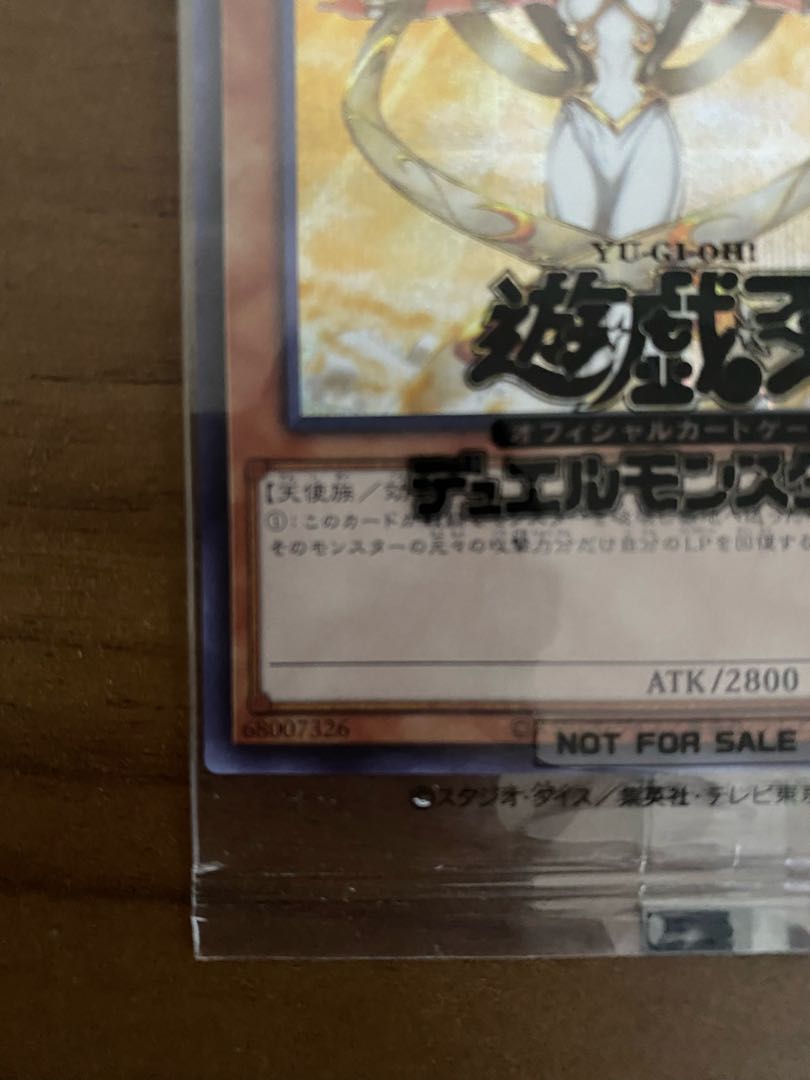 YU-GI-OH!
遊戯王
オフィシャルカードゲー
デュエルモンスタ
【天使族／効
①：このカードが
そのモンスターの元々の攻撃力分だけ自分のLPを回復する
ATK/2800
68007326 ©
NOT FOR SALE
©スタジオ・ダイス／集英社・テレビ東京